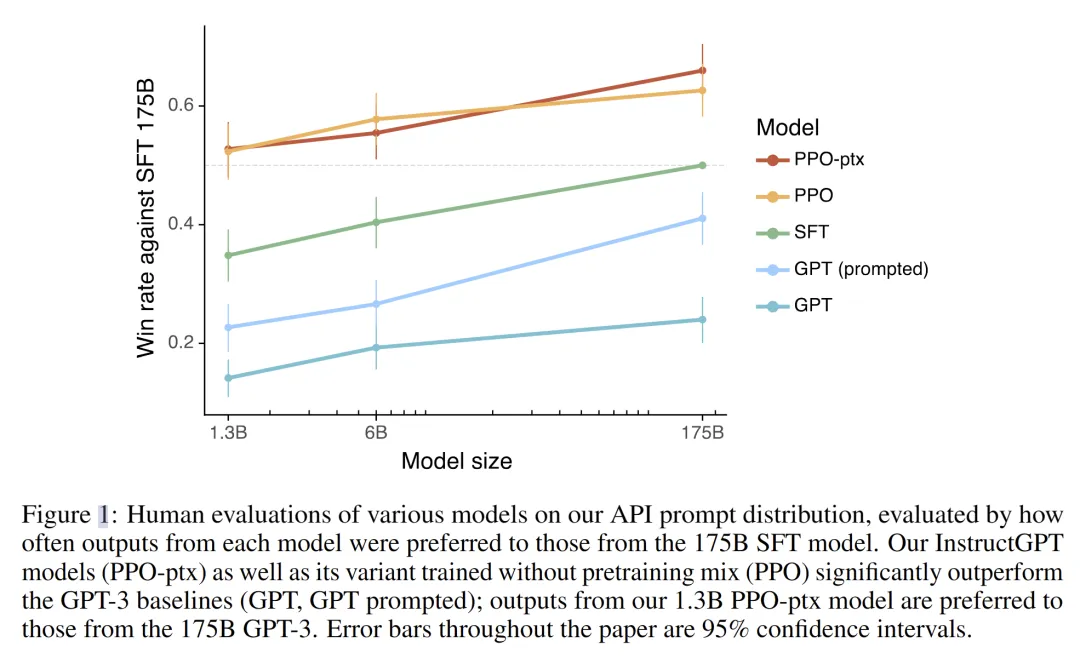 Win rate against SFT 175B
0.6
0.4
0.2
1.3B
6B
175B
Model size
Model
PPO-ptx
PPO
SFT
GPT (prompted)
GPT
Figure 1: Human evaluations of various models on our API prompt distribution, evaluated by how
often outputs from each model were preferred to those from the 175B SFT model. Our InstructGPT
models (PPO-ptx) as well as its variant trained without pretraining mix (PPO) significantly outperform
the GPT-3 baselines (GPT, GPT prompted); outputs from our 1.3B PPO-ptx model are preferred to
those from the 175B GPT-3. Error bars throughout the paper are 95% confidence intervals.